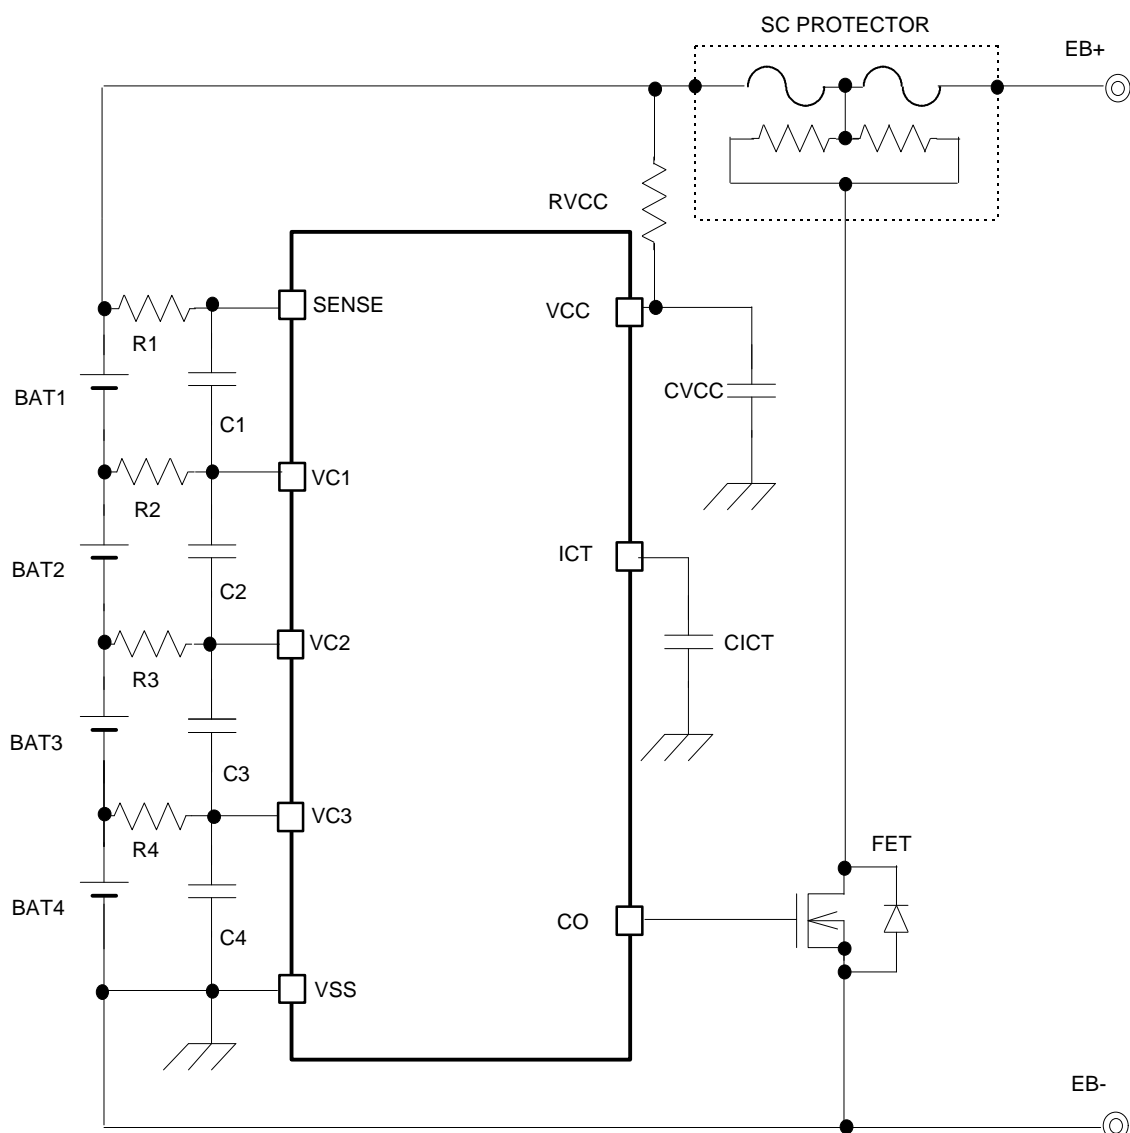 SC PROTECTOR
EB+
RVCC
SENSE
VCC
R1
BAT1
CVCC
C1
VC1
R2
ICT
BAT2
C2
VC2
CICT
R3
BAT3
C3
VC3
R4
FET
BAT4
CO
C4
VSS
EB-